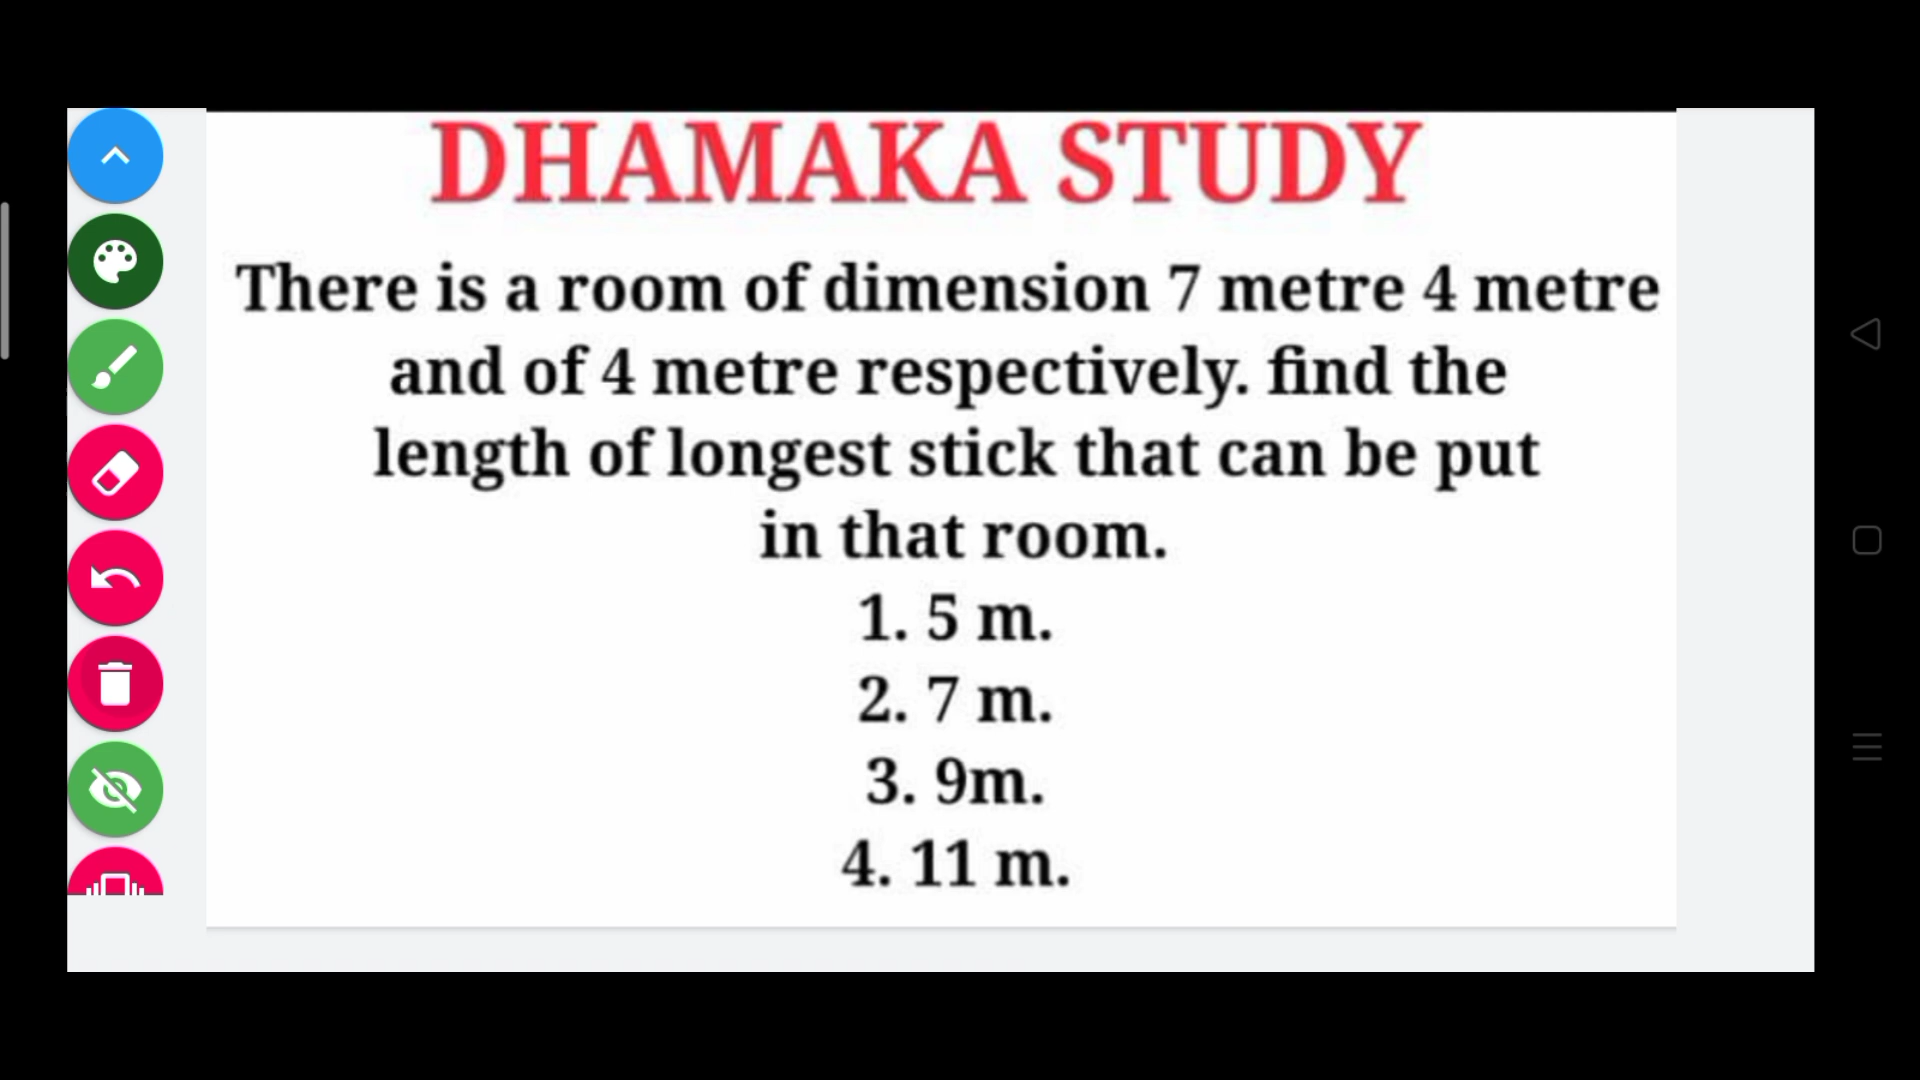 DHAMAKA STUDY
There is a room of dimension 7 metre 4 metre
and of 4 metre respectively. find the
length of longest stick that can be put
in that room.
1. 5 m.
2. 7 m.
3. 9m.
4. 11 m.